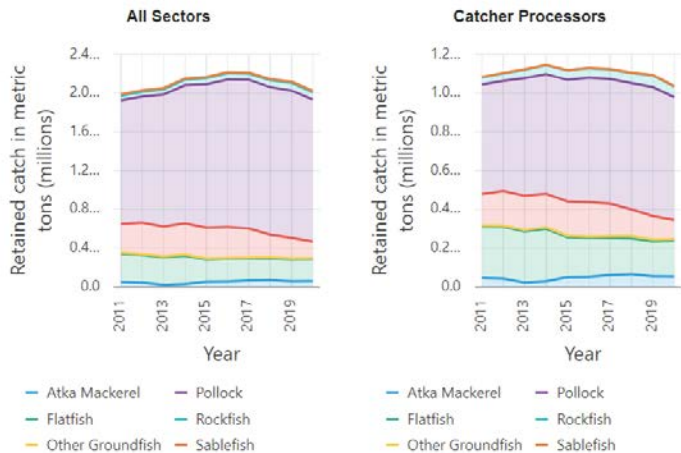 All Sectors
Retained catch in metric
tons (millions)
2.4...
2.0...
1.6...
1.2...
0.8...
0.4...
0.0
2011
2013
2015
2017
2019
Year
Atka Mackerel
Pollock
Flatfish
Rockfish
Other Groundfish
Sablefish
Catcher Processors
Retained catch in metric
tons (millions)
1.2...
1.0...
0.8...
0.6...
0.4...
0.2...
0.0
2011
2013
2015
2017
2019
Year
Atka Mackerel
Pollock
Flatfish
Rockfish
Other Groundfish
Sablefish